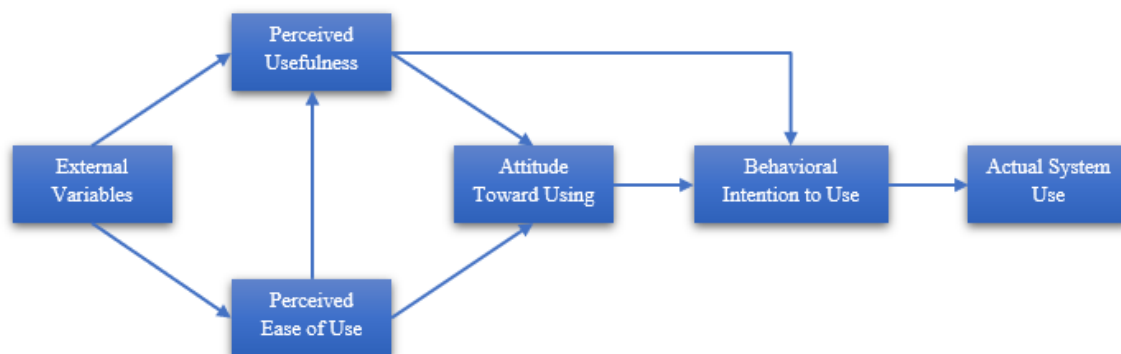 Perceived
Usefulness
External
Variables
Attitude
Toward Using
Behavioral
Intention to Use
Actual System
Use
Perceived
Ease of Use